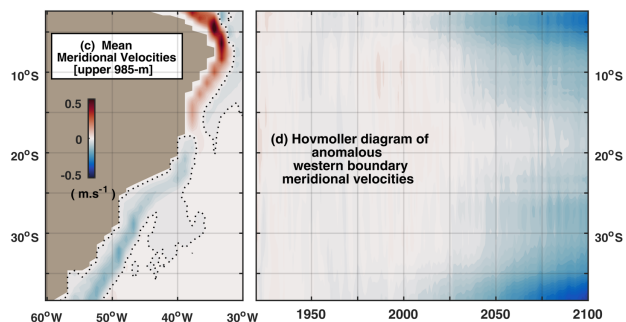 (c) Mean
Meridional Velocities
[upper 985-m]
0.5
0
-0.5
( m.s⁻¹ )
10°S
20°S
30°S
60°W
50°W
40°W
30°W
(d) Hovmoller diagram of
anomalous
western boundary
meridional velocities
10°S
20°S
30°S
1950
2000
2050
2100